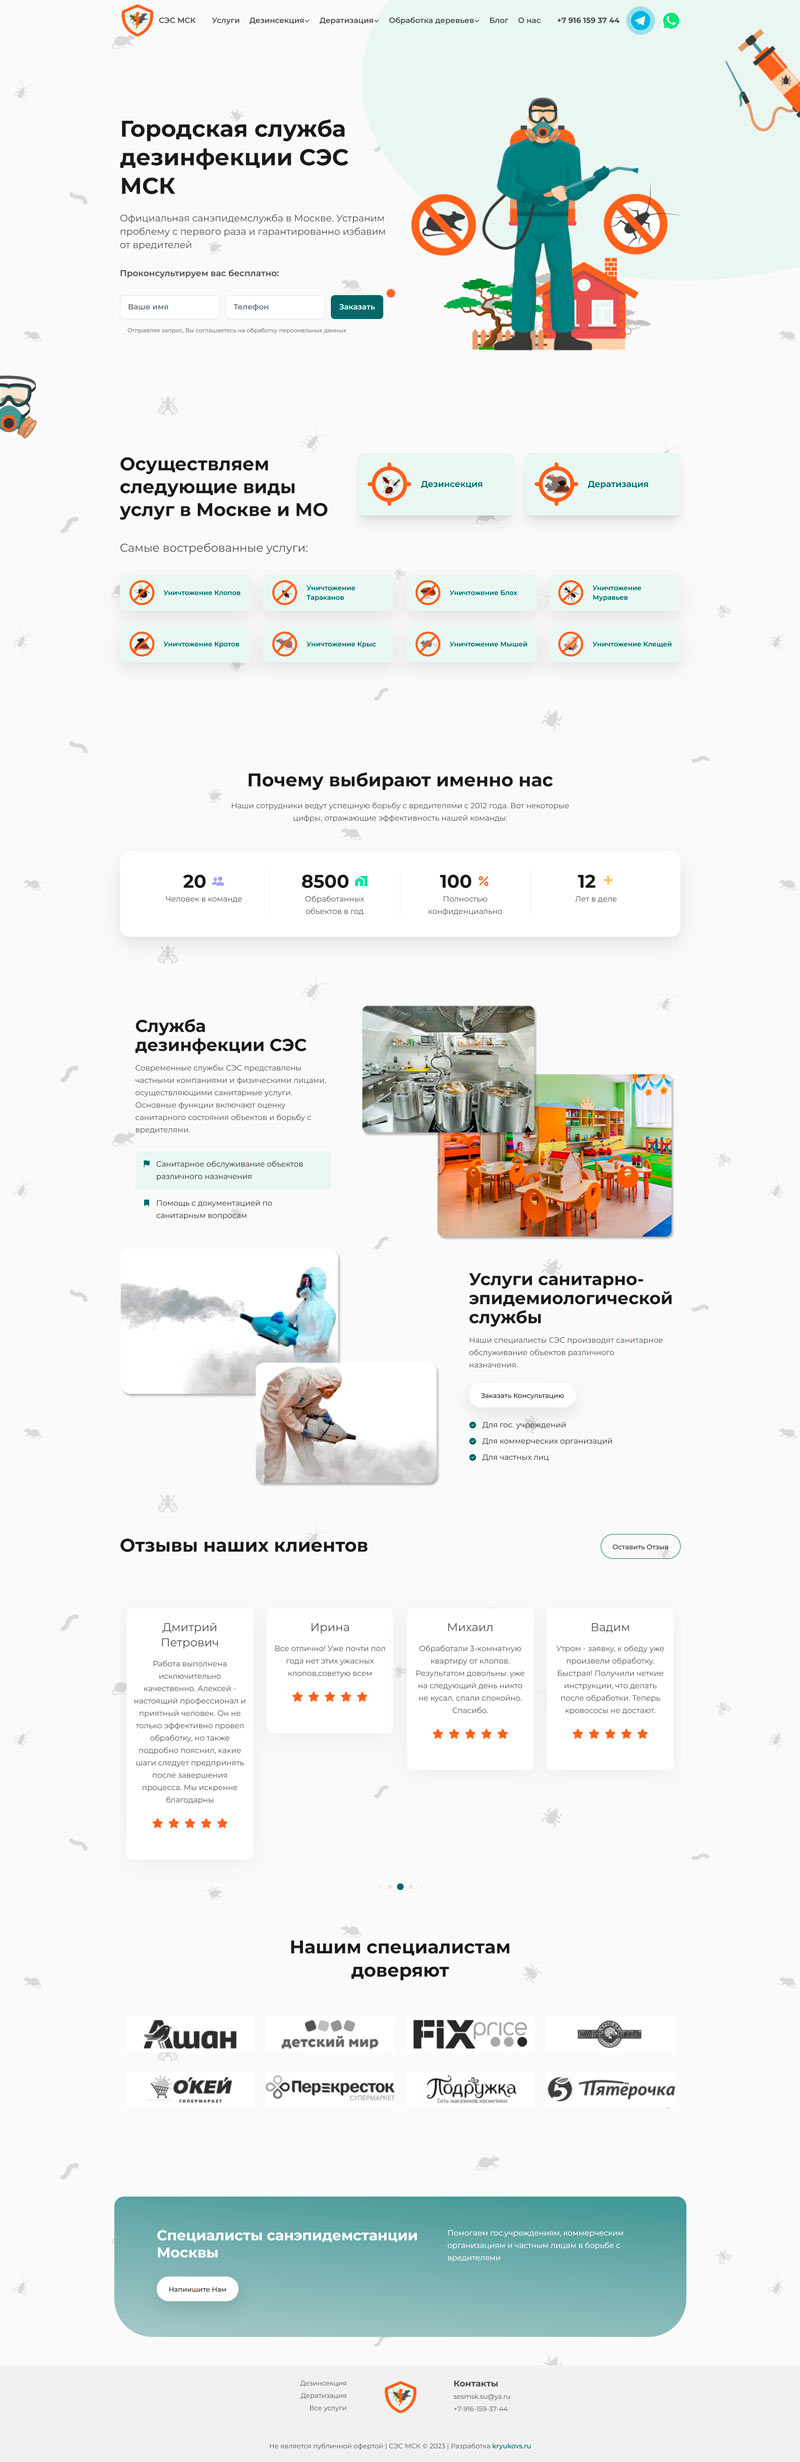 СЭС МСК
Услуги
Дезинсекция
Дератизация
Обработка деревьев
Блог
О нас
+7 916 159 37 44
Городская служба
дезинфекции СЭС
МСК
Официальная санэпидемслужба в Москве. Устраним
проблему с первого раза и гарантированно избавим
от вредителей
Проконсультируем вас бесплатно:
Ваше имя
Телефон
Заказать
Отправляя запрос, Вы соглашаетесь на обработку персональных данных
Осуществляем
следующие виды
услуг в Москве и МО
Дезинсекция
Дератизация
Самые востребованные услуги:
Уничтожение Клопов
Уничтожение
Тараканов
Уничтожение Блох
Уничтожение
Муравьев
Уничтожение Кротов
Уничтожение Крыс
Уничтожение Мышей
Уничтожение Клещей
Почему выбирают именно нас
Наши сотрудники ведут успешную борьбу с вредителями с 2012 года. Вот некоторые
цифры, отражающие эффективность нашей команды:
20
Человек в команде
8500
Обработанных
объектов в год
100
Полностью
конфиденциально
12
Лет в деле
Служба
дезинфекции СЭС
Современные службы СЭС представлены
частными компаниями и физическими лицами,
осуществляющими санитарные услуги.
Основные функции включают оценку
санитарного состояния объектов и борьбу с
вредителями.
Санитарное обслуживание объектов
различного назначения
Помощь с документацией по
санитарным вопросам
Услуги санитарно-
эпидемиологической
службы
Наши специалисты СЭС производят санитарное
обслуживание объектов различного
назначения.
Заказать Консультацию
Для гос. учреждений
Для коммерческих организаций
Для частных лиц
Отзывы наших клиентов
Оставить Отзыв
Дмитрий
Петрович
Работа выполнена
исключительно
качественно. Алексей -
настоящий профессионал и
приятный человек. Он не
только эффективно провел
обработку, но также
подробно пояснил, какие
шаги следует предпринять
после завершения
процесса. Мы искренне
благодарны
Ирина
Все отлично! Уже почти пол
года нет этих ужасных
клопов,советую всем
Михаил
Обработали 3-комнатную
квартиру от клопов.
Результатом довольны: уже
на следующий день никто
не кусал, спали спокойно.
Спасибо.
Вадим
Утром - заявку, к обеду уже
произвели обработку.
Быстрая! Получили четкие
инструкции, что делать
после обработки. Теперь
кровососы не достают.
Нашим специалистам
доверяют
Ашан
детский мир
FIX price
О'КЕЙ
ГИПЕРМАРКЕТ
Перекресток
СУПЕРМАРКЕТ
Подружка
Сеть магазинов косметики
Пятёрочка
Специалисты санэпидемстанции
Москвы
Напиишите Нам
Помогаем гос.учреждениям, коммерческим
организациям и частным лицам в борьбе с
вредителями
Дезинсекция
Дератизация
Все услуги
Контакты
sesmsk.su@ya.ru
+7-916-159-37-44
Не является публичной офертой | СЭС МСК © 2023 | Разработка kryukovs.ru